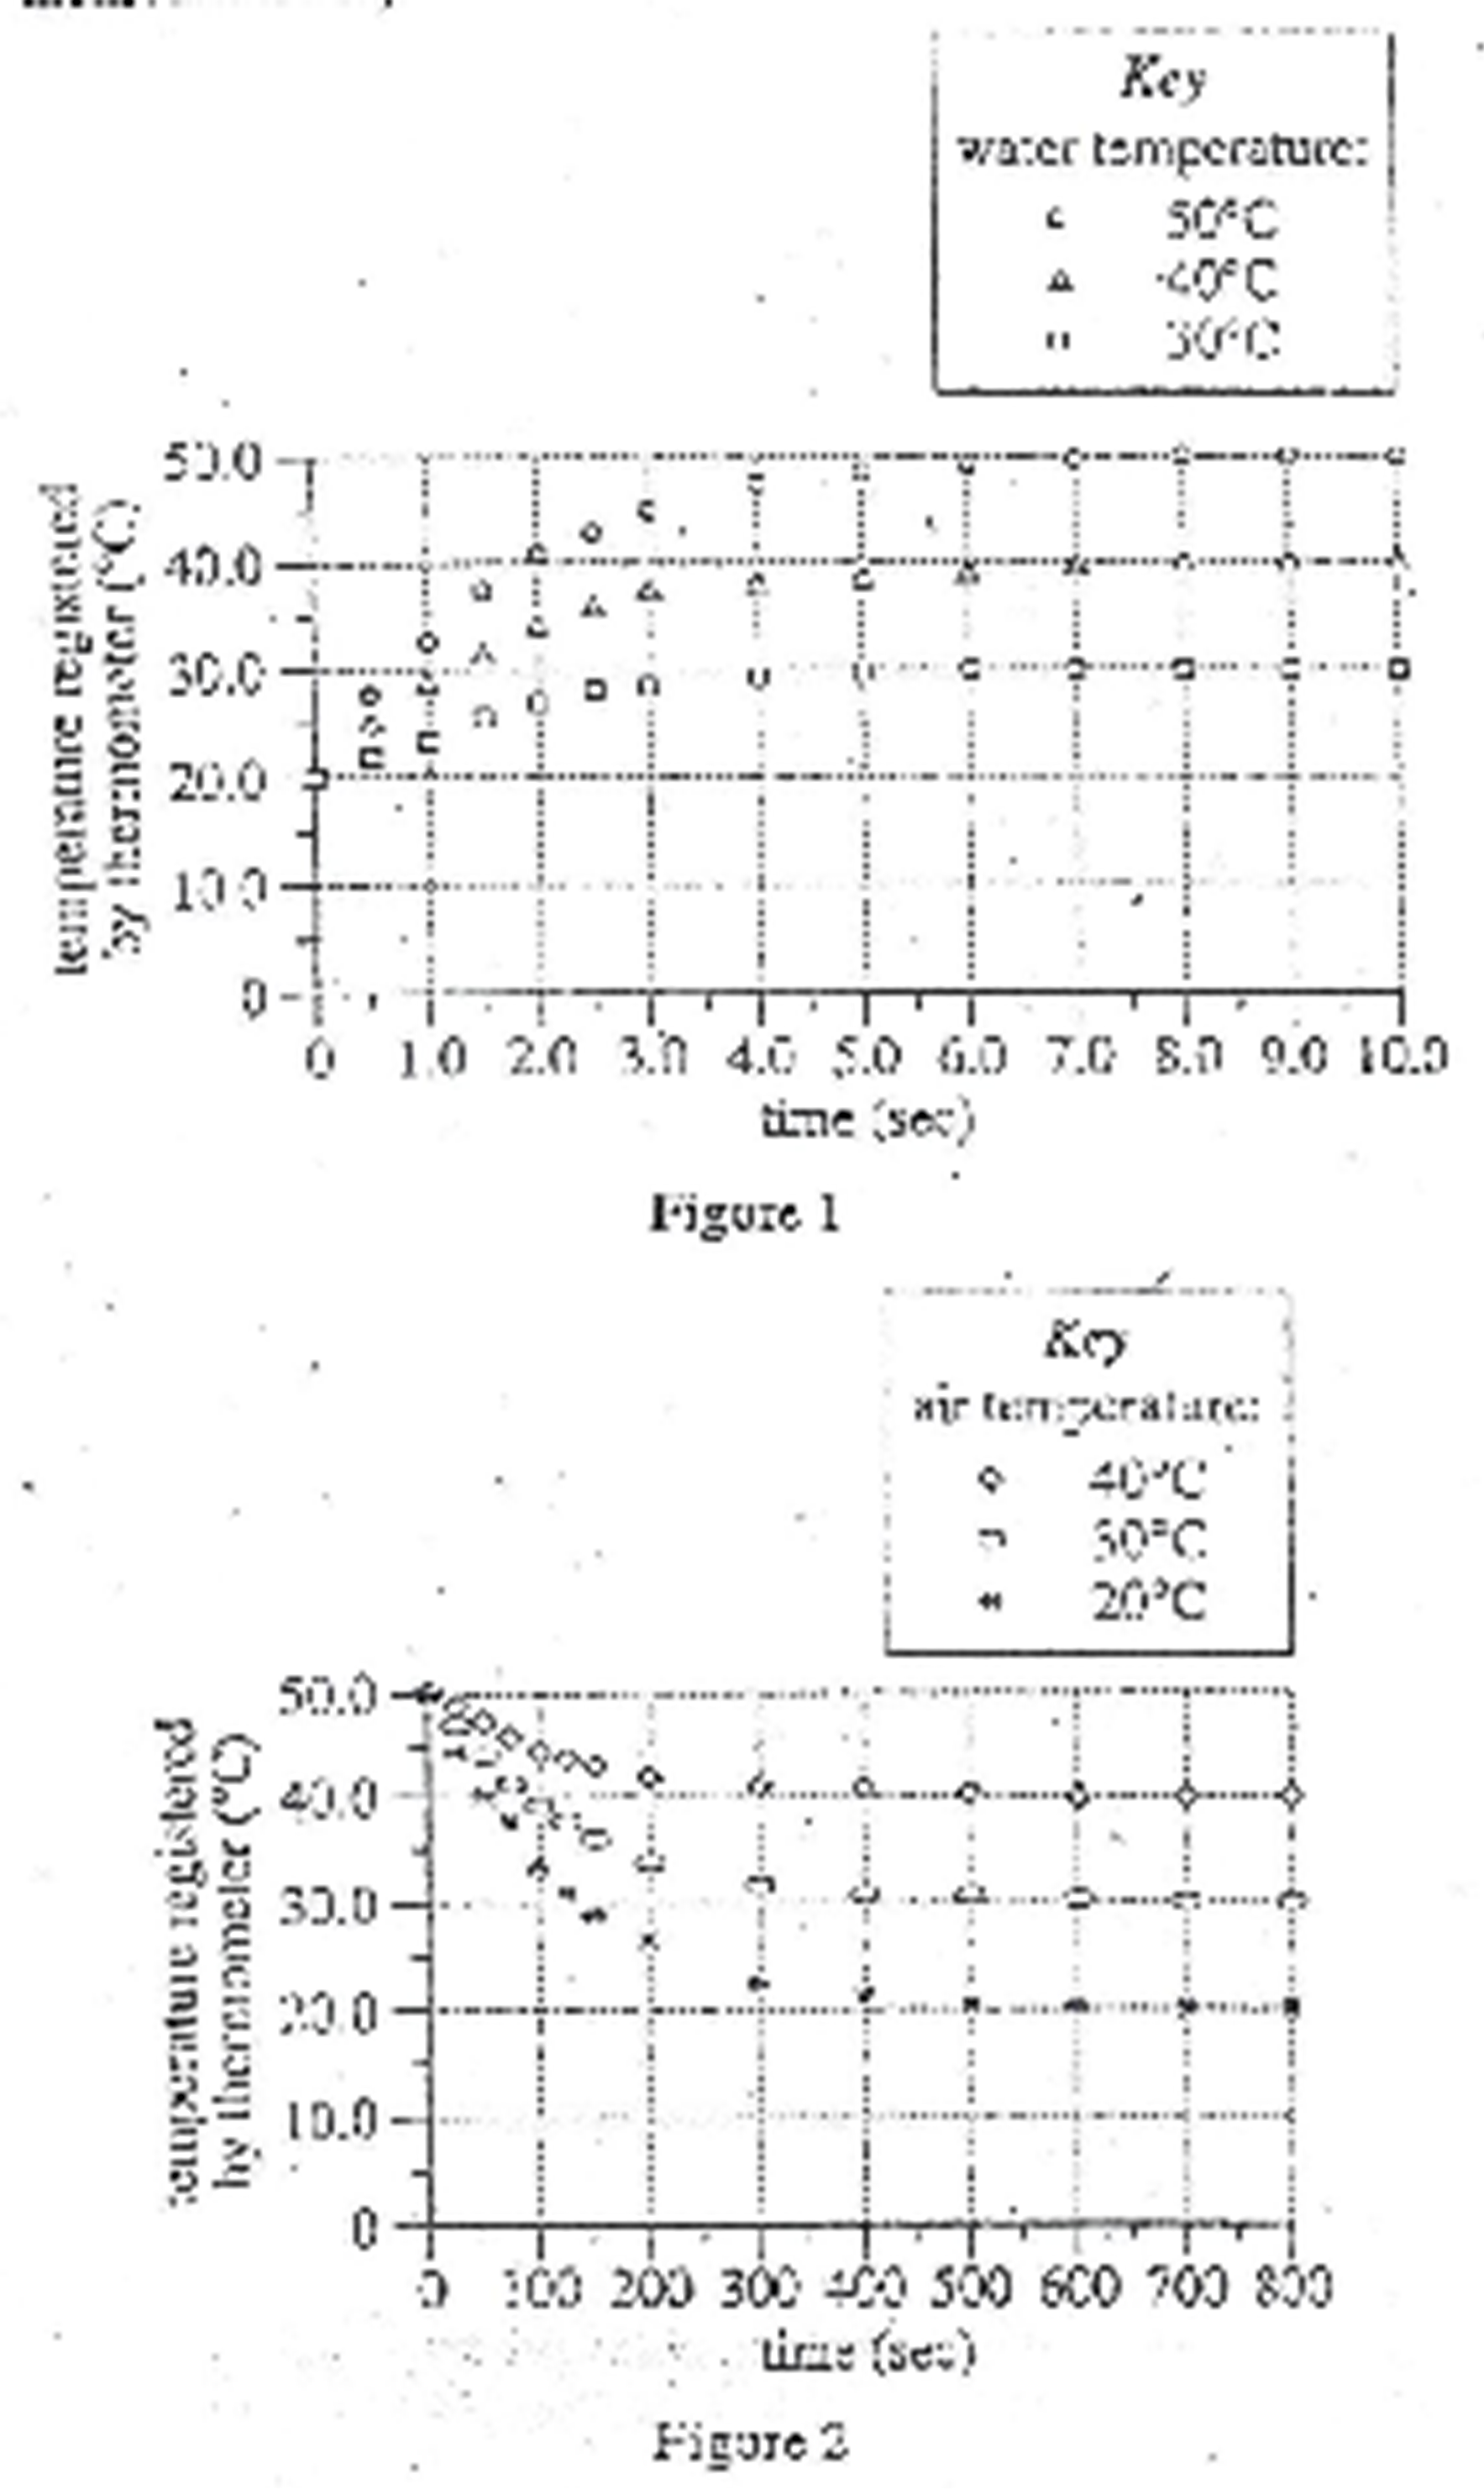 Key
water temperature:
50°C
40°C
30°C
50.0
40.0
30.0
20.0
10.0
0
temperature registered
by thermometer (°C)
0 1.0 2.0 3.0 4.0 5.0 6.0 7.0 8.0 9.0 10.0
time (sec)
Figure 1
Key
air temperature:
40°C
30°C
20°C
50.0
40.0
30.0
20.0
10.0
0
temperature registered
by thermometer (°C)
0 100 200 300 400 500 600 700 800
time (sec)
Figure 2